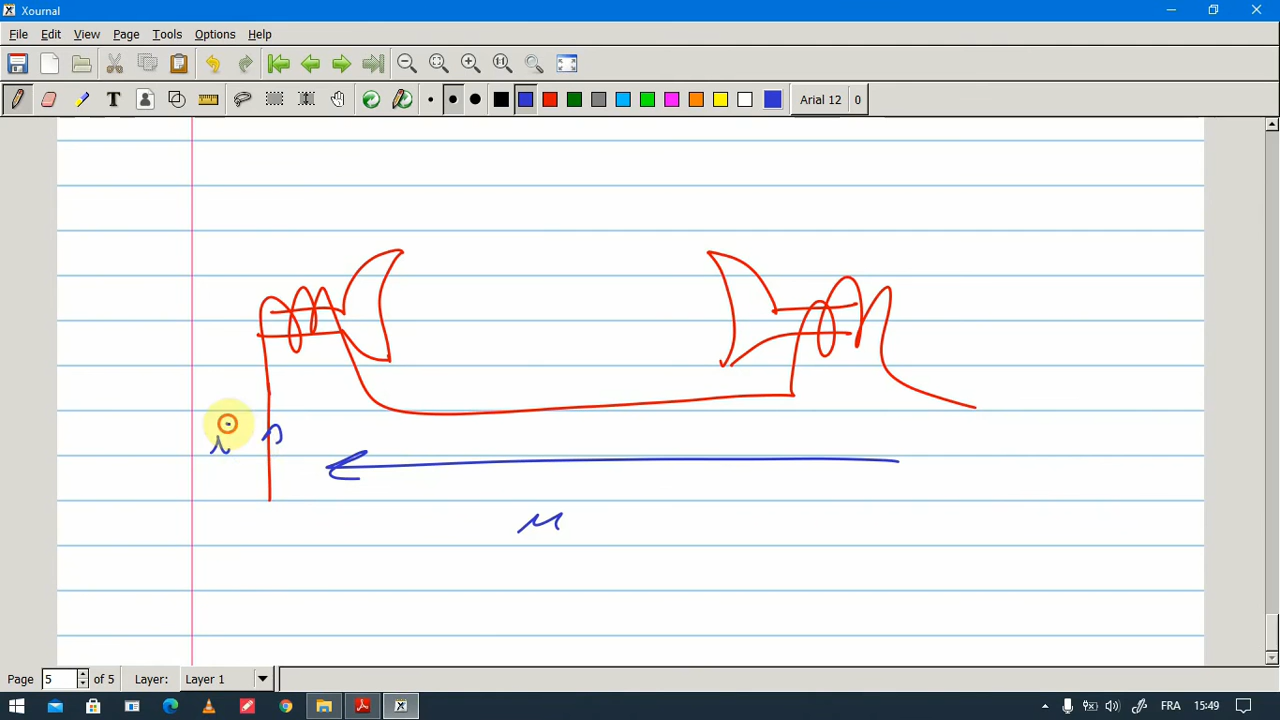 Xournal
File Edit View Page Tools Options Help
Arial 12 0
i
u
Page 5 of 5 Layer: Layer 1
FRA 15:49